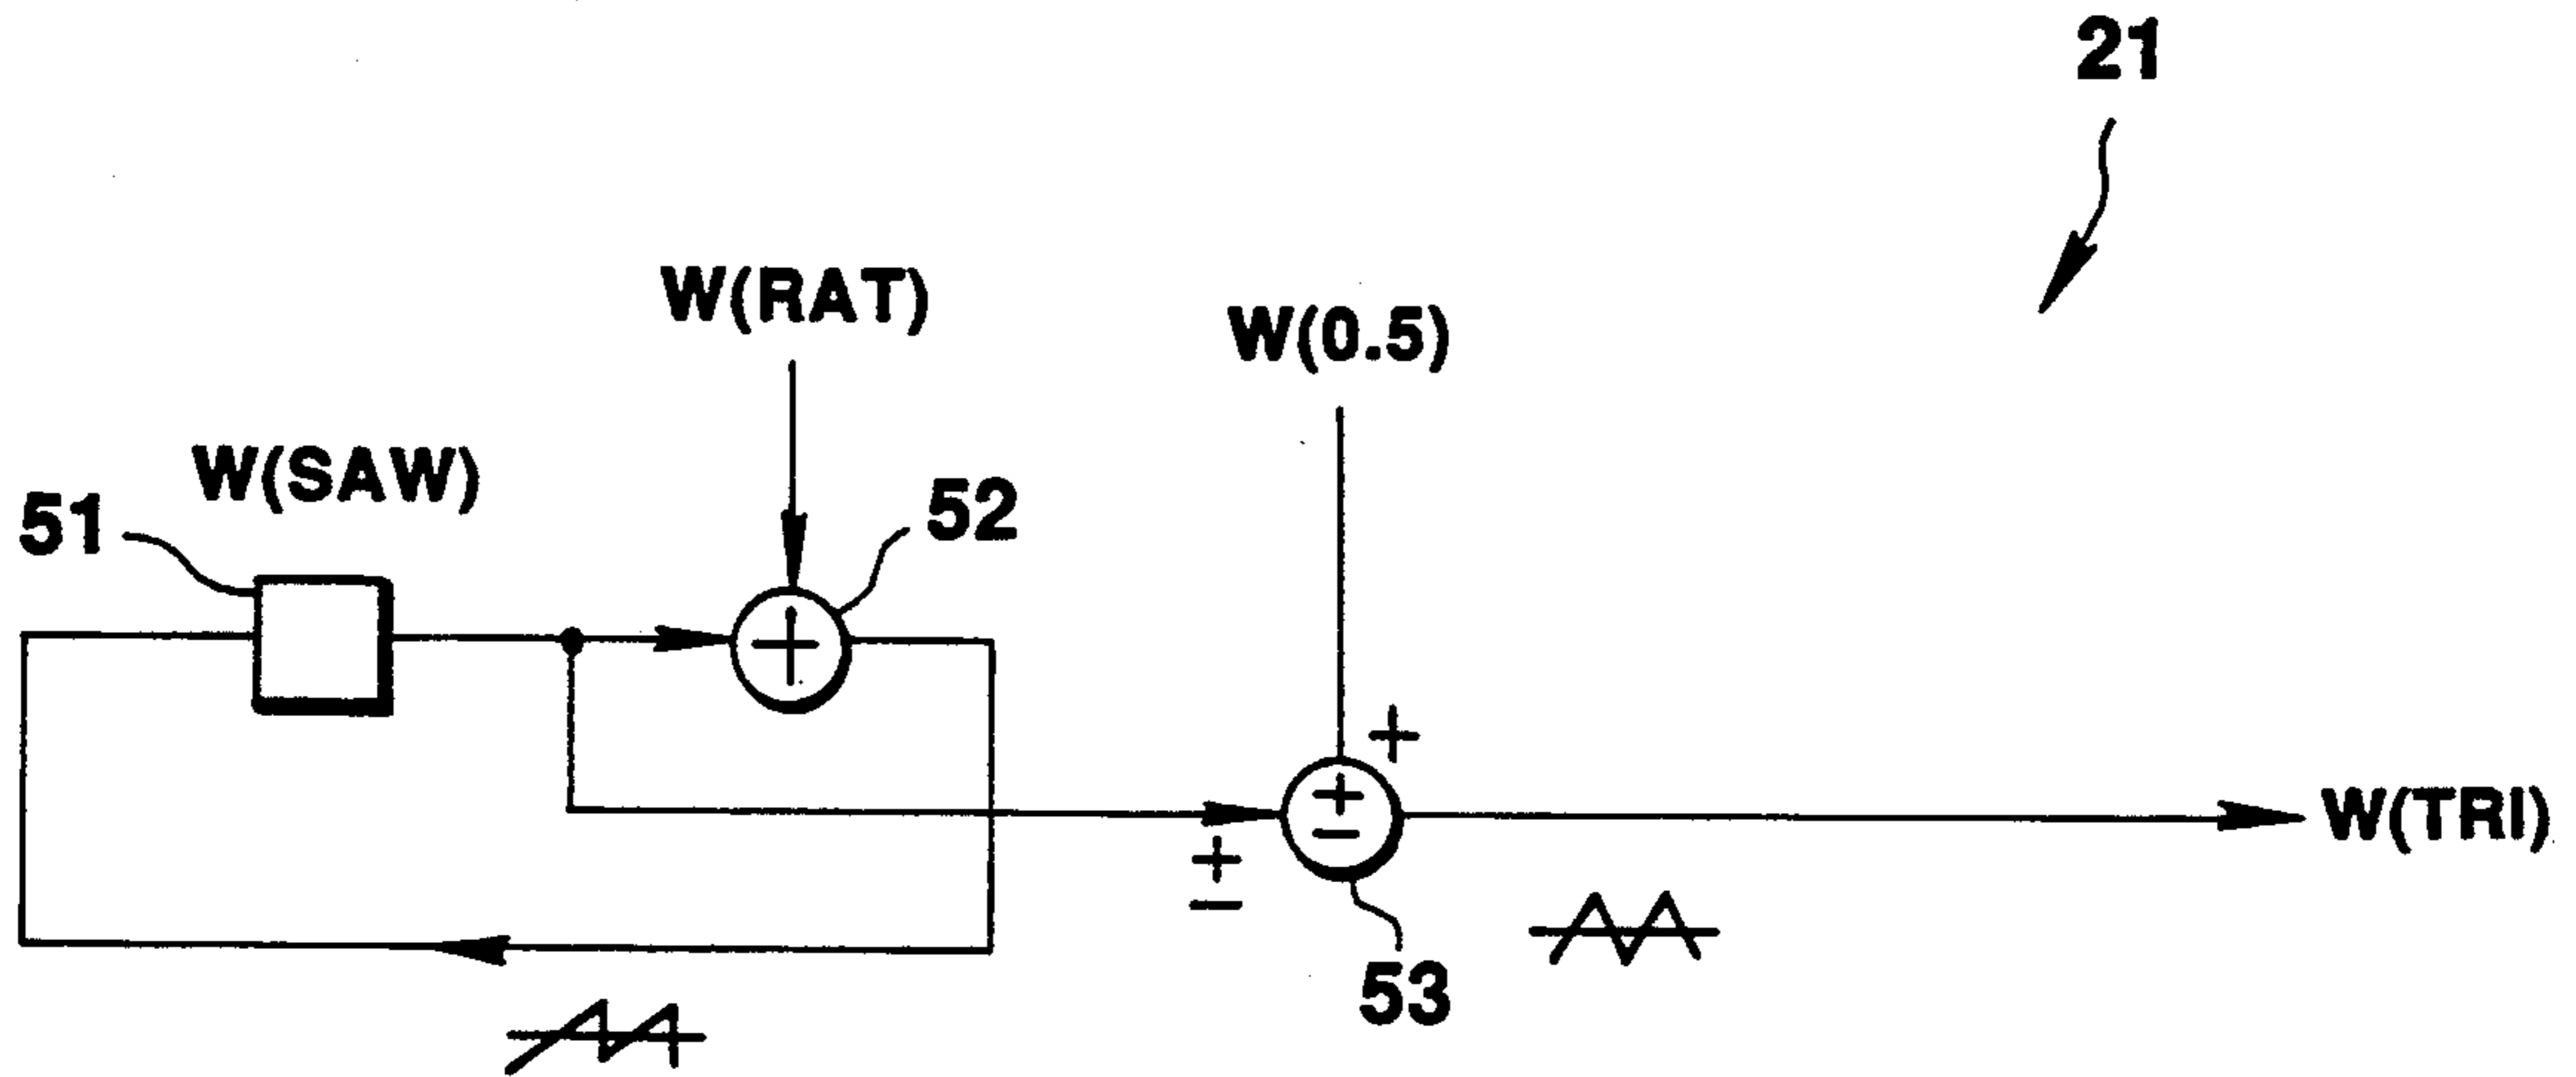 21
W(RAT)
W(0.5)
W(SAW)
51
52
+
+
+
−
W(TRI)
+
−
53